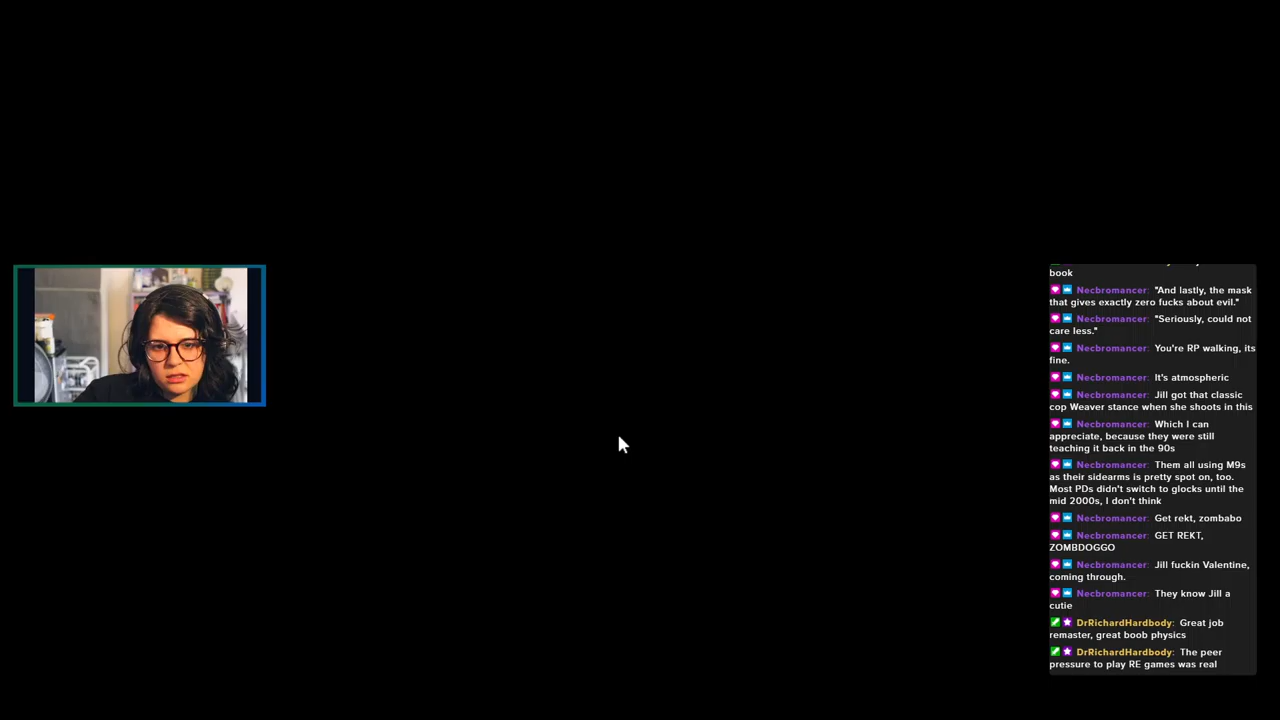 book
Necbromancer: "And lastly, the mask
that gives exactly zero fucks about evil."
Necbromancer: "Seriously, could not
care less."
Necbromancer: You're RP walking, its
fine.
Necbromancer: It's atmospheric
Necbromancer: Jill got that classic
cop Weaver stance when she shoots in this
Necbromancer: Which I can
appreciate, because they were still
teaching it back in the 90s
Necbromancer: Them all using M9s
as their sidearms is pretty spot on, too.
Most PDs didn't switch to glocks until the
mid 2000s, I don't think
Necbromancer: Get rekt, zombabo
Necbromancer: GET REKT,
ZOMBDOGGO
Necbromancer: Jill fuckin Valentine,
coming through.
Necbromancer: They know Jill a
cutie
DrRichardHardbody: Great job
remaster, great boob physics
DrRichardHardbody: The peer
pressure to play RE games was real